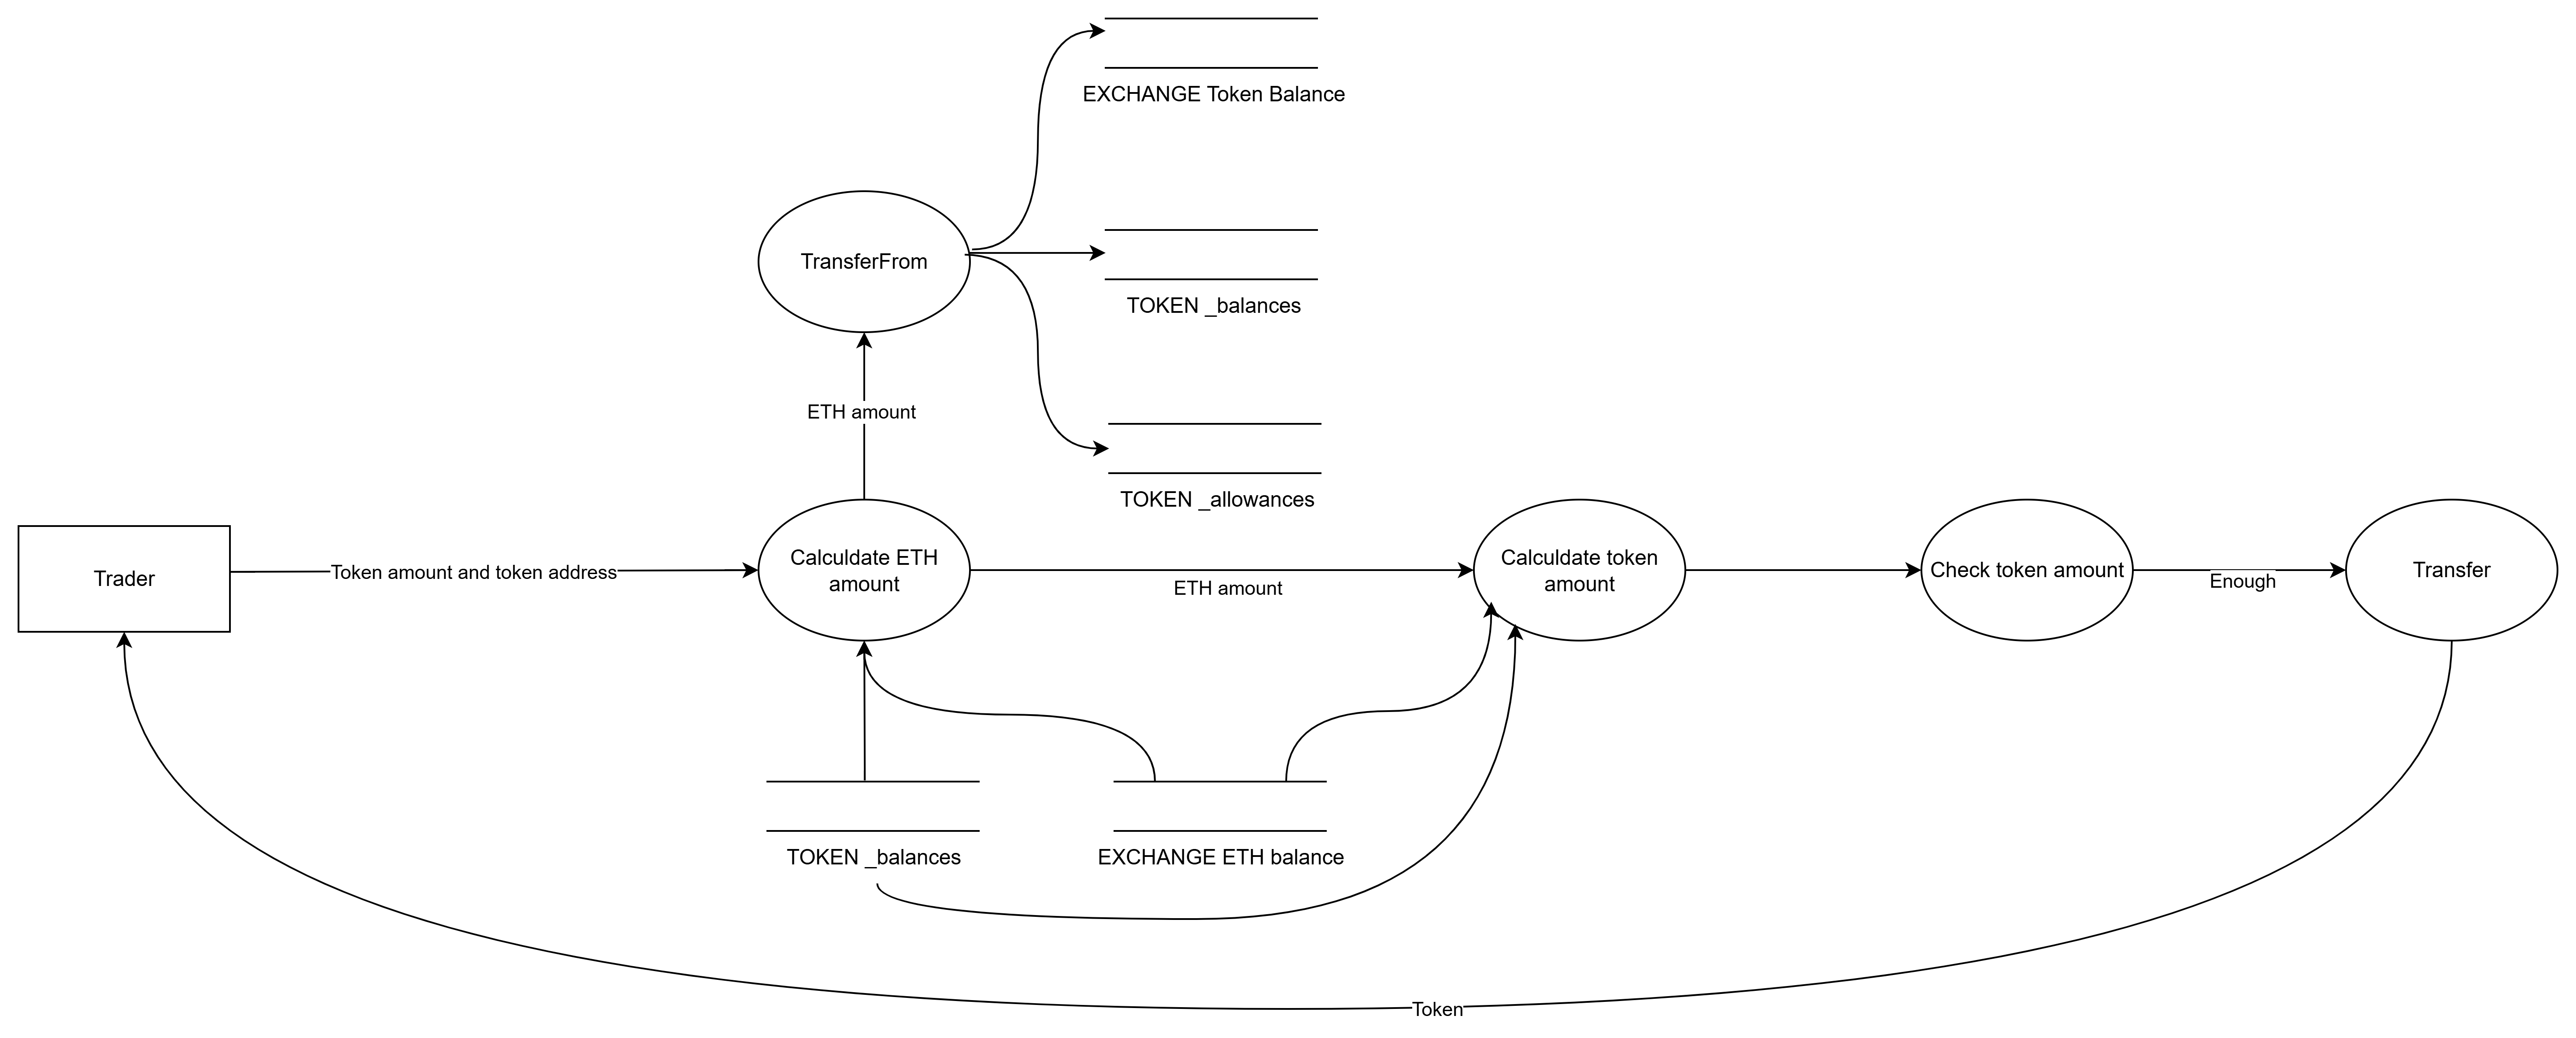 EXCHANGE Token Balance
TransferFrom
TOKEN _balances
ETH amount
TOKEN _allowances
Trader
Token amount and token address
Calculdate ETH
amount
ETH amount
Calculdate token
amount
Check token amount
Enough
Transfer
TOKEN _balances
EXCHANGE ETH balance
Token